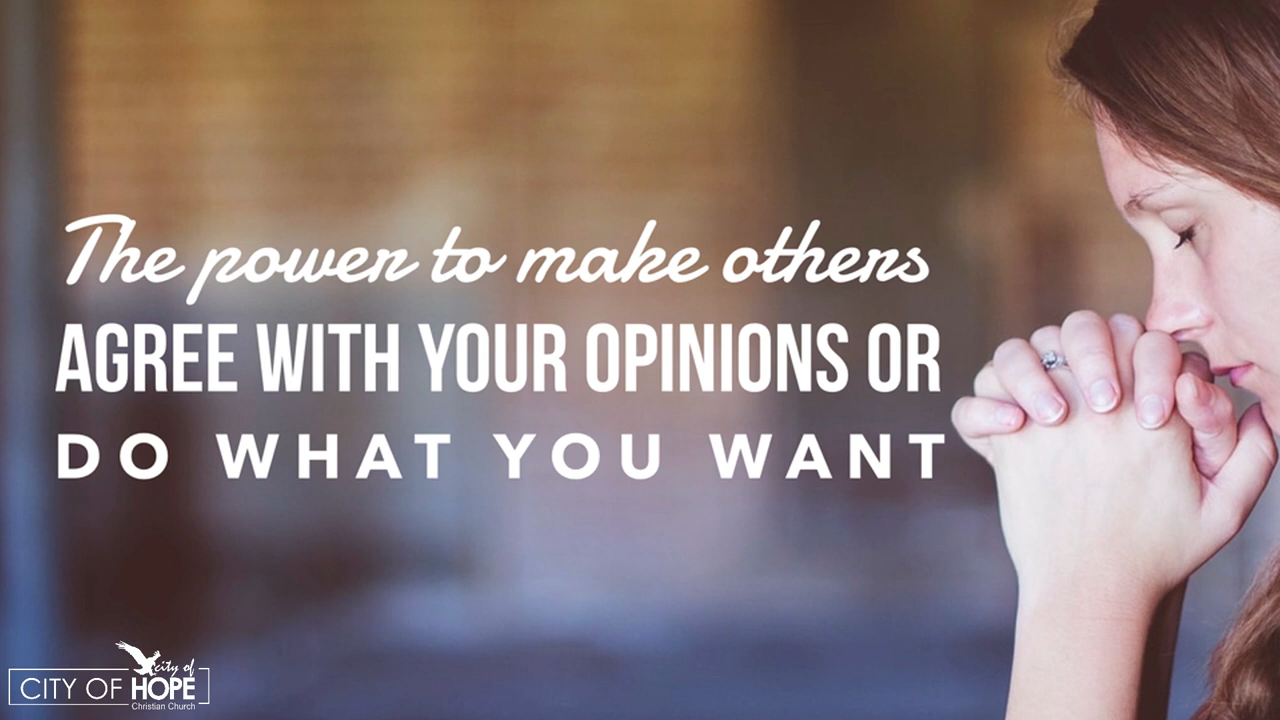 The power to make others
AGREE WITH YOUR OPINIONS OR
DO WHAT YOU WANT
city of
CITY OF HOPE
Christian Church